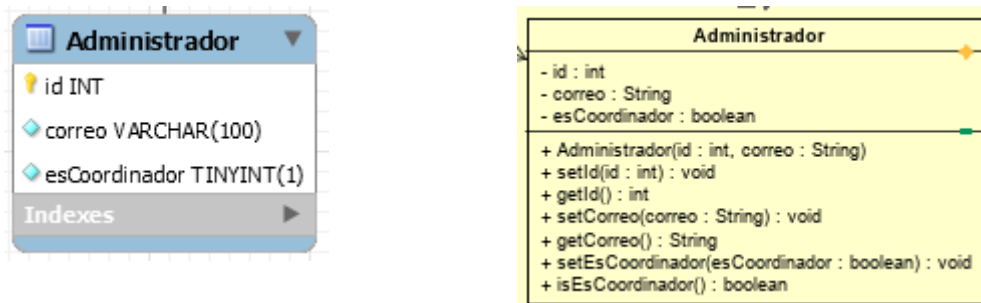 Administrador
id INT
correo VARCHAR(100)
esCoordinador TINYINT(1)
Indexes
Administrador
- id : int
- correo : String
- esCoordinador : boolean
+ Administrador(id : int, correo : String)
+ setId(id : int) : void
+ getId() : int
+ setCorreo(correo : String) : void
+ getCorreo() : String
+ setEsCoordinador(esCoordinador : boolean) : void
+ isEsCoordinador() : boolean